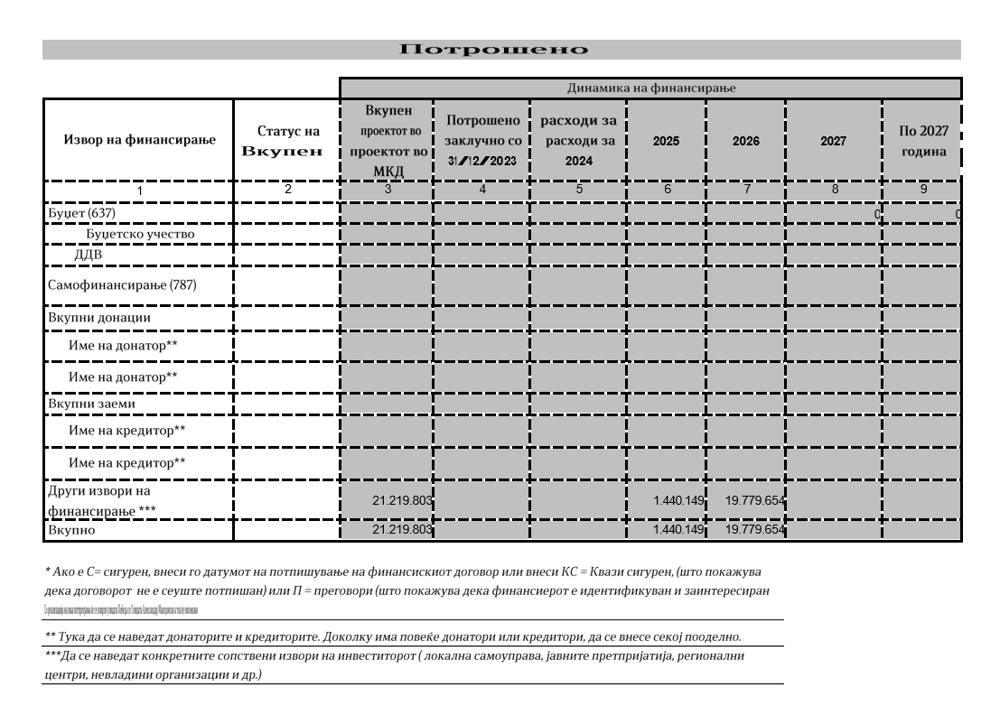 Потрошено
Динамика на финансирање
Извор на финансирање
Статус на
Вкупен
Вкупен
проектот во
проектот во
МКД
Потрошено
заклучно со
31/12/2023
расходи за
расходи за
2024
2025
2026
2027
По 2027
година
1 2 3 4 5 6 7 8 9
Буџет (637) 0 0
Буџетско учество
ДДВ
Самофинансирање (787)
Вкупни донации
Име на донатор**
Име на донатор**
Вкупни заеми
Име на кредитор**
Име на кредитор**
Други извори на
финансирање *** 21.219.803 1.440.149 19.779.654
Вкупно 21.219.803 1.440.149 19.779.654
* Ако е С= сигурен, внеси го датумот на потпишување на финансискиот договор или внеси КС = Квази сигурен, (што покажува
дека договорот не е сеуште потпишан) или П = преговори (што покажува дека финансиерот е идентификуван и заинтересиран
** Тука да се наведат донаторите и кредиторите. Доколку има повеќе донатори или кредитори, да се внесе секој пооделно.
***Да се наведат конкретните сопствени извори на инвеститорот ( локална самоуправа, јавните претпријатија, регионални
центри, невладини организации и др.)